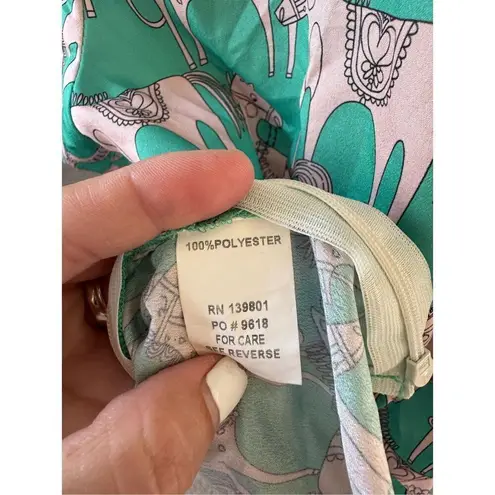 100%POLYESTER
RN 139801
PO # 9618
FOR CARE
SEE REVERSE